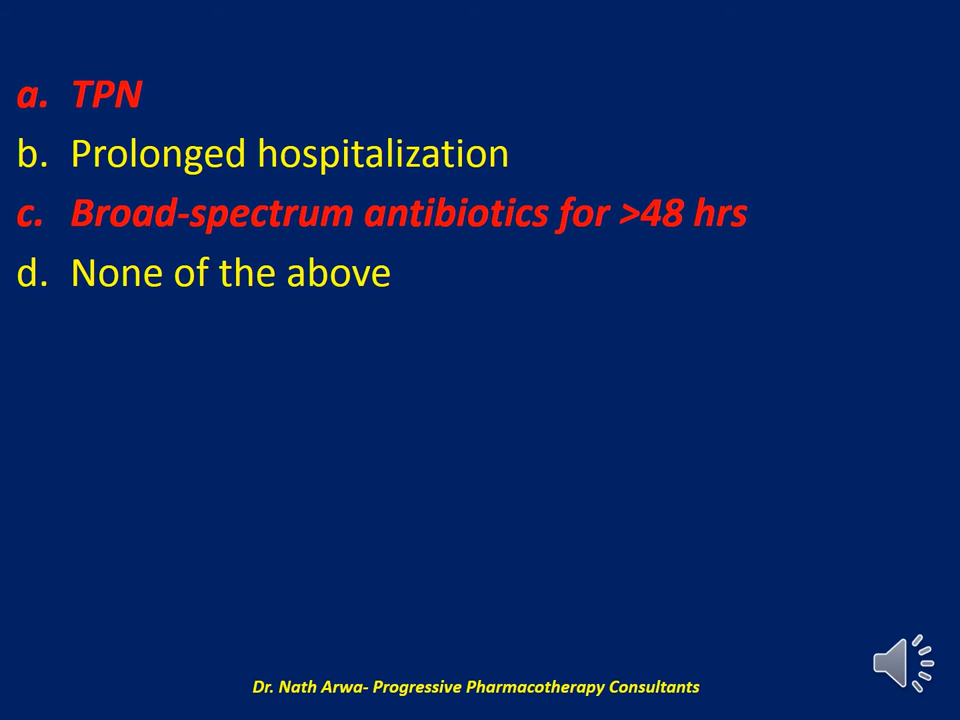 a. TPN
b. Prolonged hospitalization
c. Broad-spectrum antibiotics for >48 hrs
d. None of the above
Dr. Nath Arwa- Progressive Pharmacotherapy Consultants